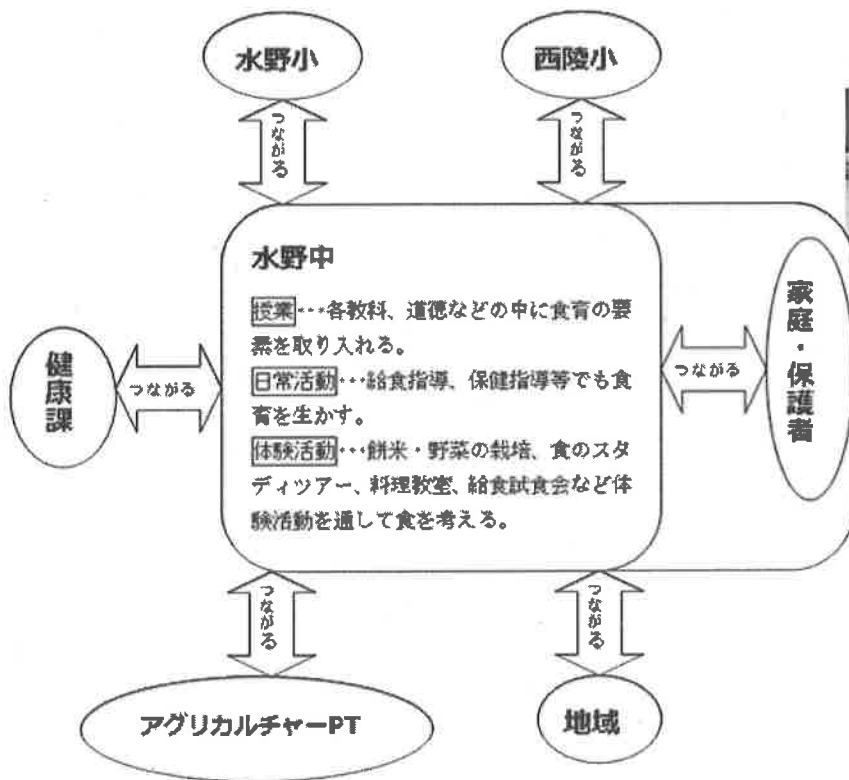 水野小
西陵小
つながる
つながる
水野中
授業…各教科、道徳などの中に食育の要
素を取り入れる。
日常活動…給食指導、保健指導等でも食
育を生かす。
体験活動…餅米・野菜の栽培、食のスタ
ディツアー、料理教室、給食試食会など体
験活動を通して食を考える。
健康課
つながる
つながる
家庭・保護者
つながる
つながる
アグリカルチャーPT
地域